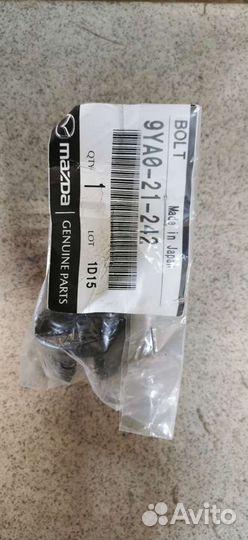 BOLT
Made in Japan
9YA0-21-242
QTY 1 LOT 1D15
mazda GENUINE PARTS
Avito